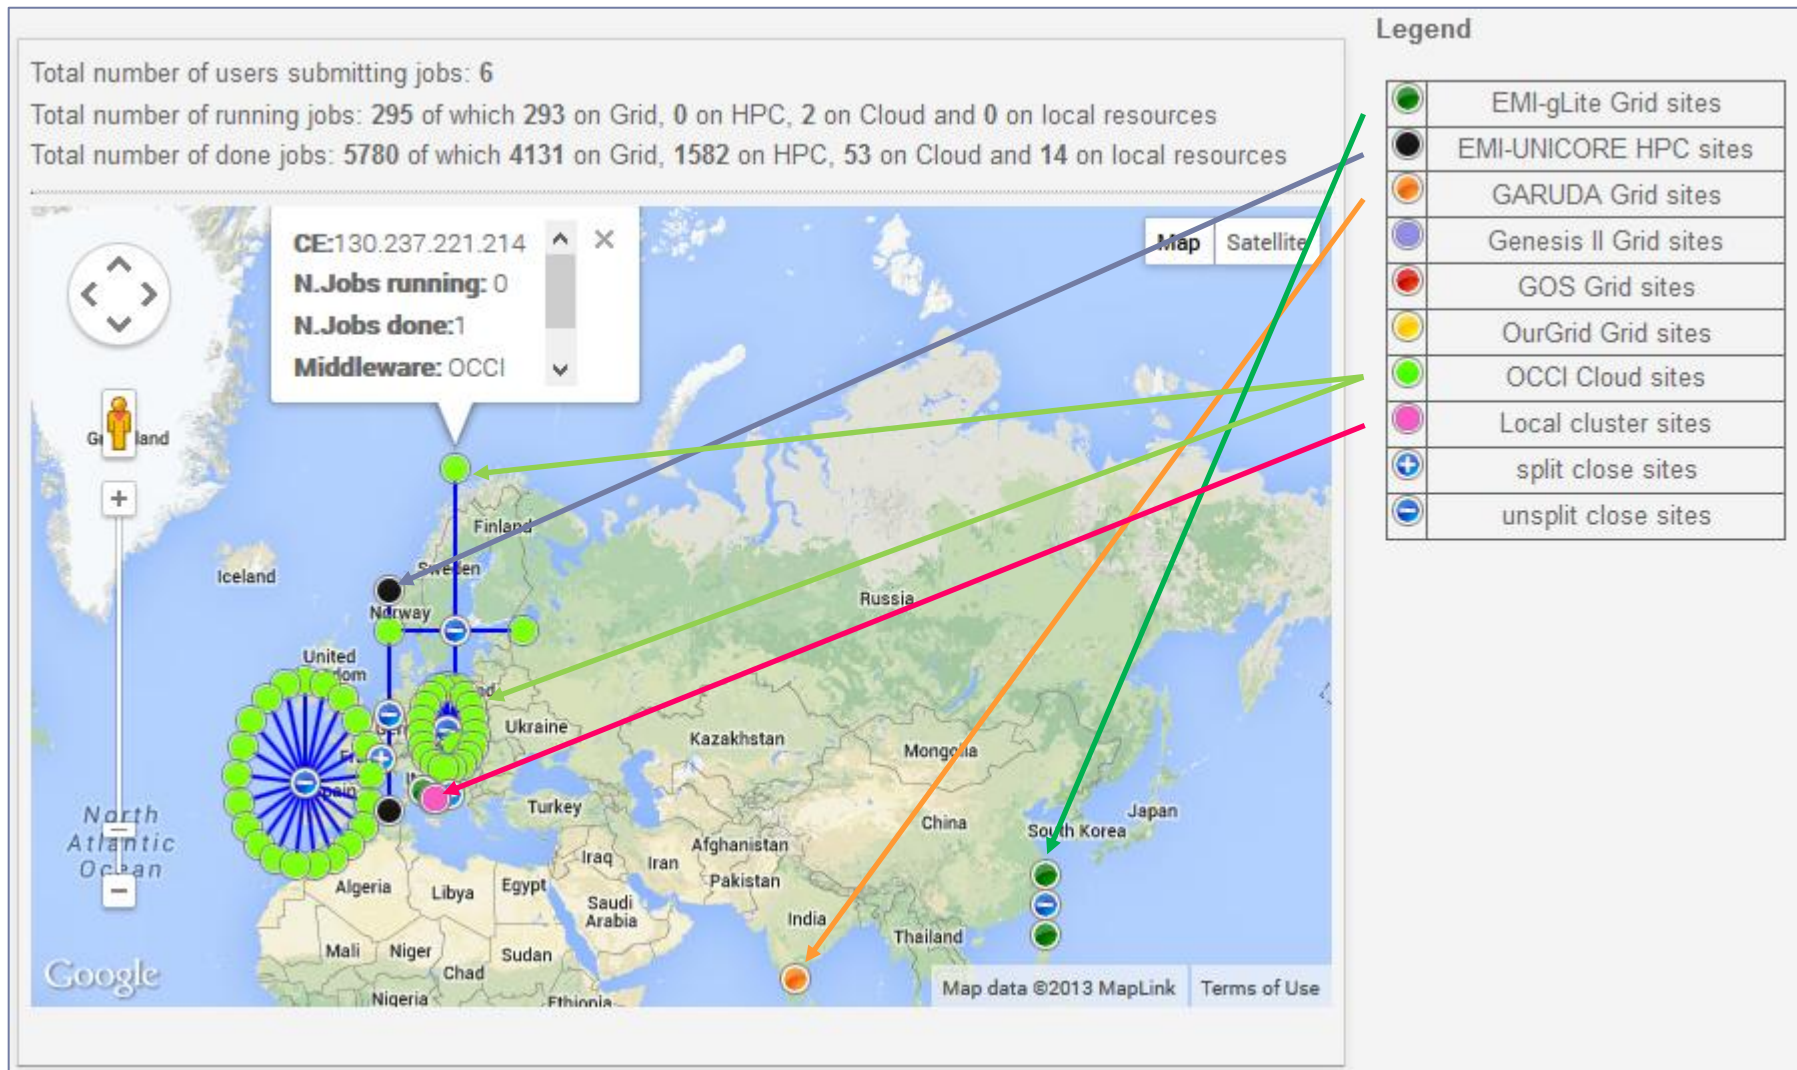 Legend
Total number of users submitting jobs: 6
Total number of running jobs: 295 of which 293 on Grid, 0 on HPC, 2 on Cloud and 0 on local resources
Total number of done jobs: 5780 of which 4131 on Grid, 1582 on HPC, 53 on Cloud and 14 on local resources
EMI-gLite Grid sites
EMI-UNICORE HPC sites
GARUDA Grid sites
Genesis II Grid sites
GOS Grid sites
OurGrid Grid sites
OCCI Cloud sites
Local cluster sites
split close sites
unsplit close sites
CE:130.237.221.214
N.Jobs running: 0
N.Jobs done:1
Middleware: OCCI
Map
Satellite
Finland
Sweden
Iceland
Norway
Russia
United
Ukraine
Kazakhstan
Mongolia
Turkey
Japan
South Korea
China
North
Atlantic
Ocean
Afghanistan
Iraq
Iran
Pakistan
Algeria
Libya
Egypt
Saudi
Arabia
India
Thailand
Mali
Niger
Sudan
Chad
Nigeria
Ethiopia
Google
Map data ©2013 MapLink
Terms of Use